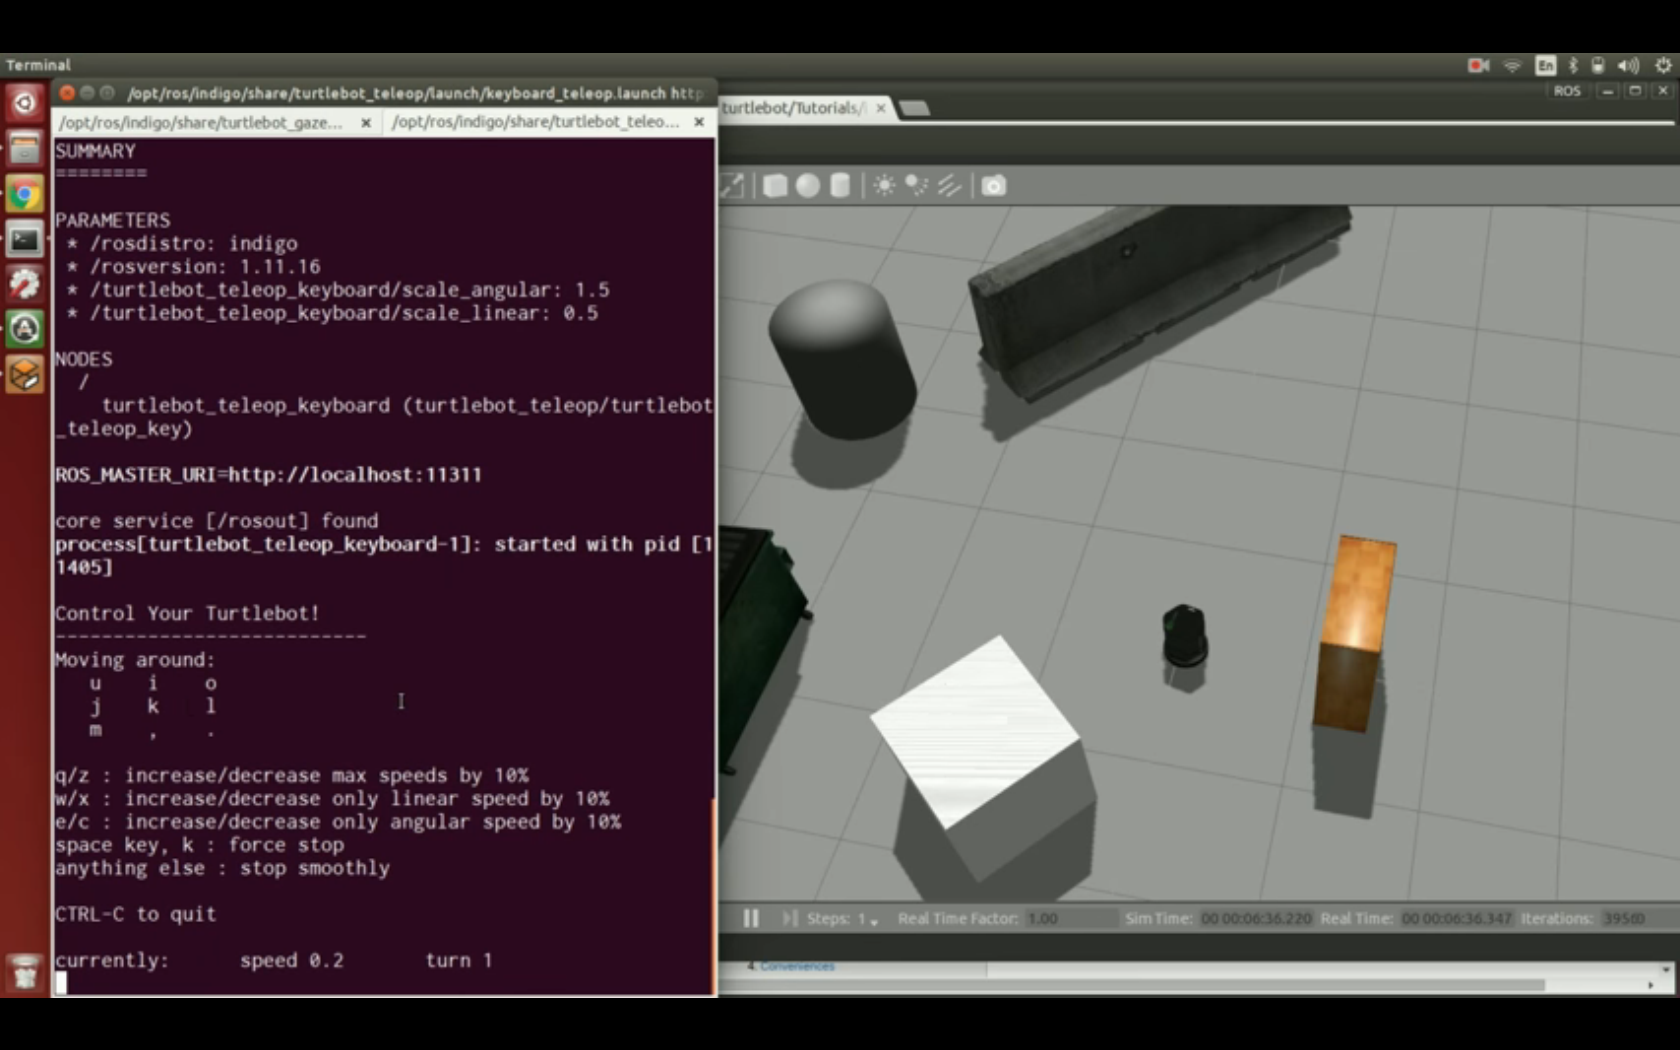 Terminal
En
/opt/ros/indigo/share/turtlebot_teleop/launch/keyboard_teleop.launch http
ROS
/opt/ros/indigo/share/turtlebot_gaze...
/opt/ros/indigo/share/turtlebot_teleo...
turtlebot/Tutorials/
SUMMARY
========
PARAMETERS
* /rosdistro: indigo
* /rosversion: 1.11.16
* /turtlebot_teleop_keyboard/scale_angular: 1.5
* /turtlebot_teleop_keyboard/scale_linear: 0.5
NODES
/
turtlebot_teleop_keyboard (turtlebot_teleop/turtlebot
_teleop_key)
ROS_MASTER_URI=http://localhost:11311
core service [/rosout] found
process[turtlebot_teleop_keyboard-1]: started with pid [1
1405]
Control Your Turtlebot!
---------------------------
Moving around:
u i o
j k l
m , .
q/z : increase/decrease max speeds by 10%
w/x : increase/decrease only linear speed by 10%
e/c : increase/decrease only angular speed by 10%
space key, k : force stop
anything else : stop smoothly
CTRL-C to quit
currently: speed 0.2 turn 1
Steps: 1 Real Time Factor: 1.00 Sim Time: 00 00:06:36.220 Real Time: 00 00:06:36.347 Iterations:
4. Conveniences